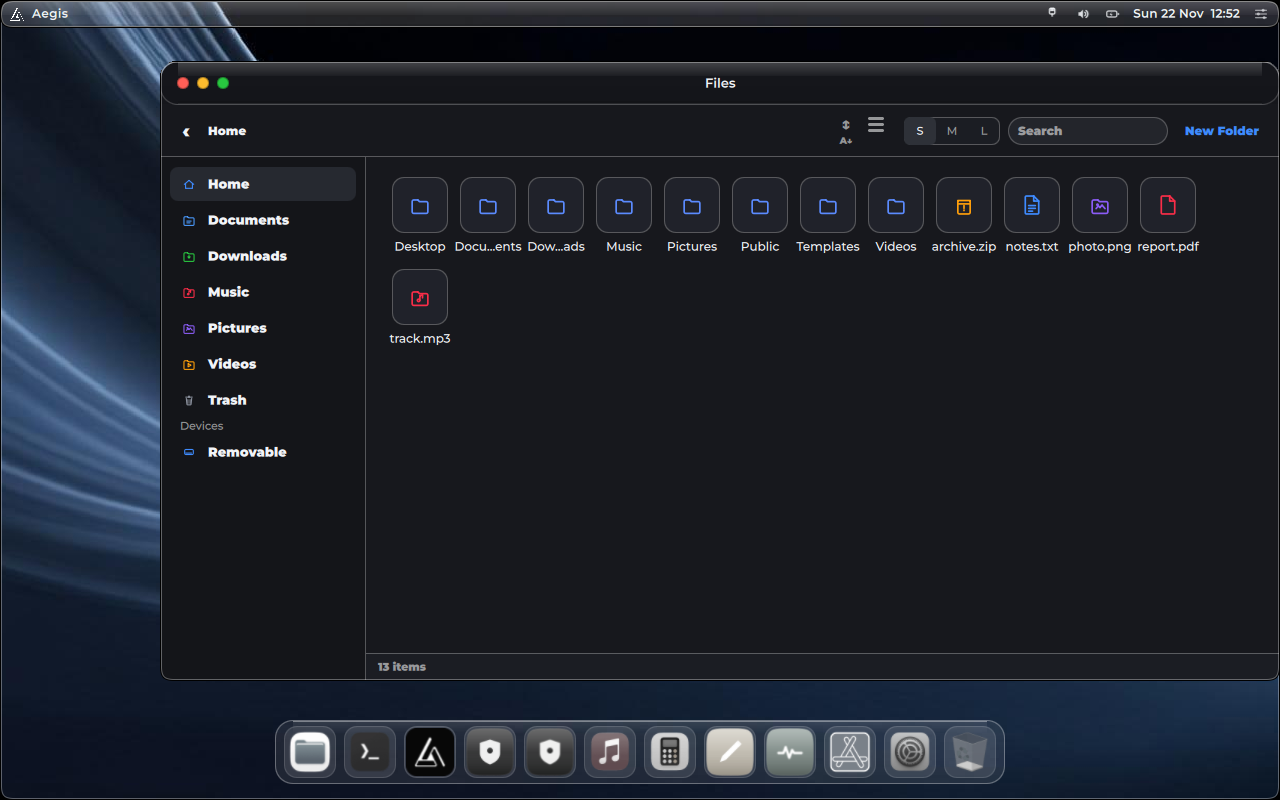 Aegis
Sun 22 Nov 12:52
Files
Home
A
S M L
Search
New Folder
Home
Documents
Downloads
Music
Pictures
Videos
Trash
Devices
Removable
Desktop Docu...ents Dow...ads Music Pictures Public Templates Videos archive.zip notes.txt photo.png report.pdf
track.mp3
13 items